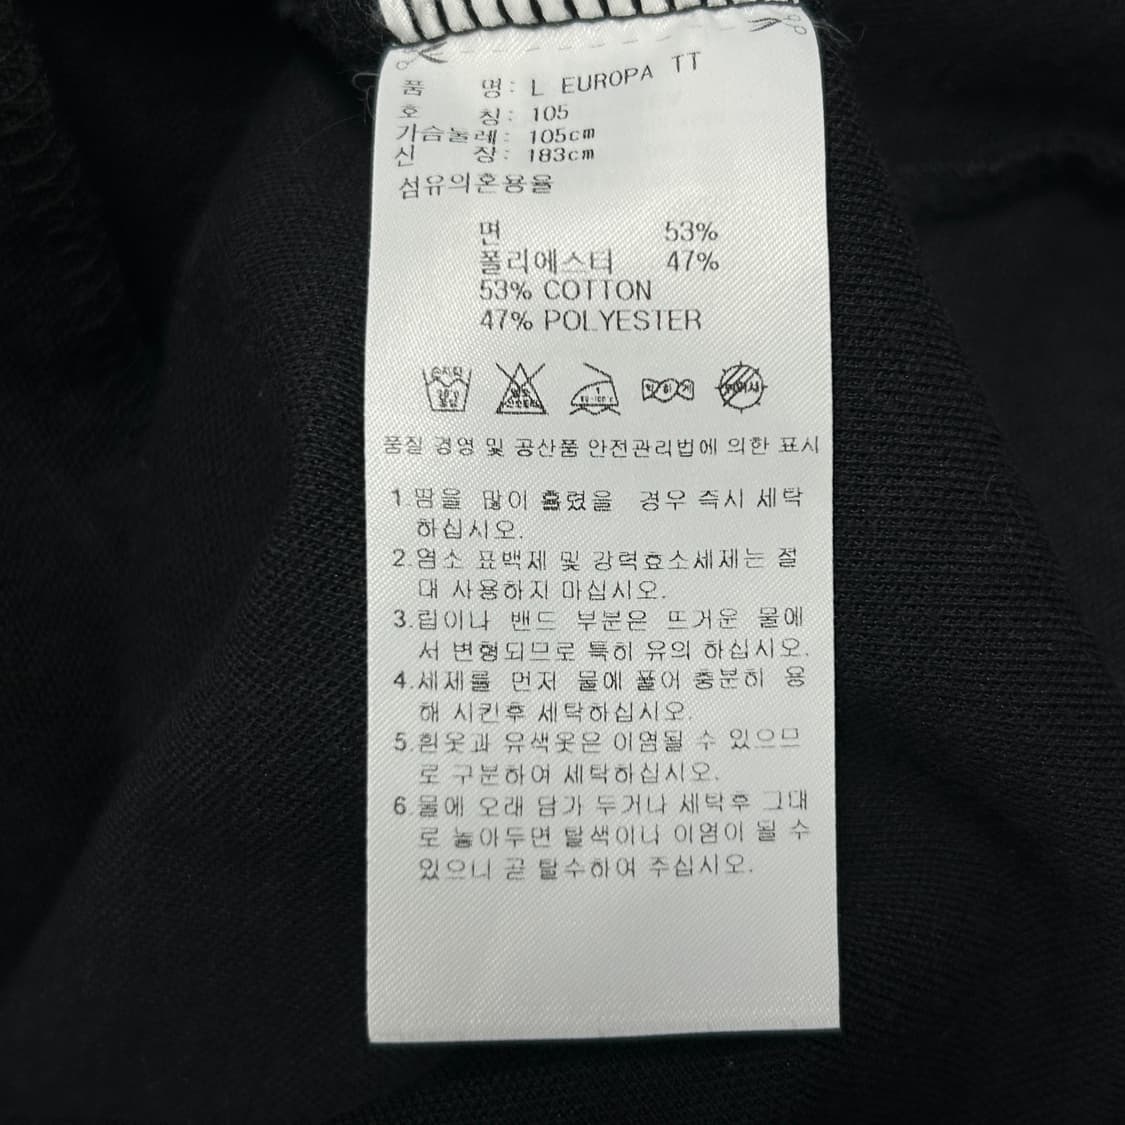 품 명: L EUROPA TT
호 칭: 105
가슴둘레: 105cm
신 장: 183cm
섬유의혼용율
면 53%
폴리에스터 47%
53% COTTON
47% POLYESTER
품질 경영 및 공산품 안전관리법에 의한 표시
1.땀을 많이 흘렸을 경우 즉시 세탁
하십시오.
2.염소 표백제 및 강력효소세제는 절
대 사용하지 마십시오.
3.립이나 밴드 부분은 뜨거운 물에
서 변형되므로 특히 유의 하십시오.
4.세제를 먼저 물에 풀어 충분히 용
해 시킨후 세탁하십시오.
5.흰옷과 유색옷은 이염될 수 있으므
로 구분하여 세탁하십시오.
6.물에 오래 담가 두거나 세탁후 그대
로 놓아두면 탈색이나 이염이 될 수
있으니 곧 탈수하여 주십시오.